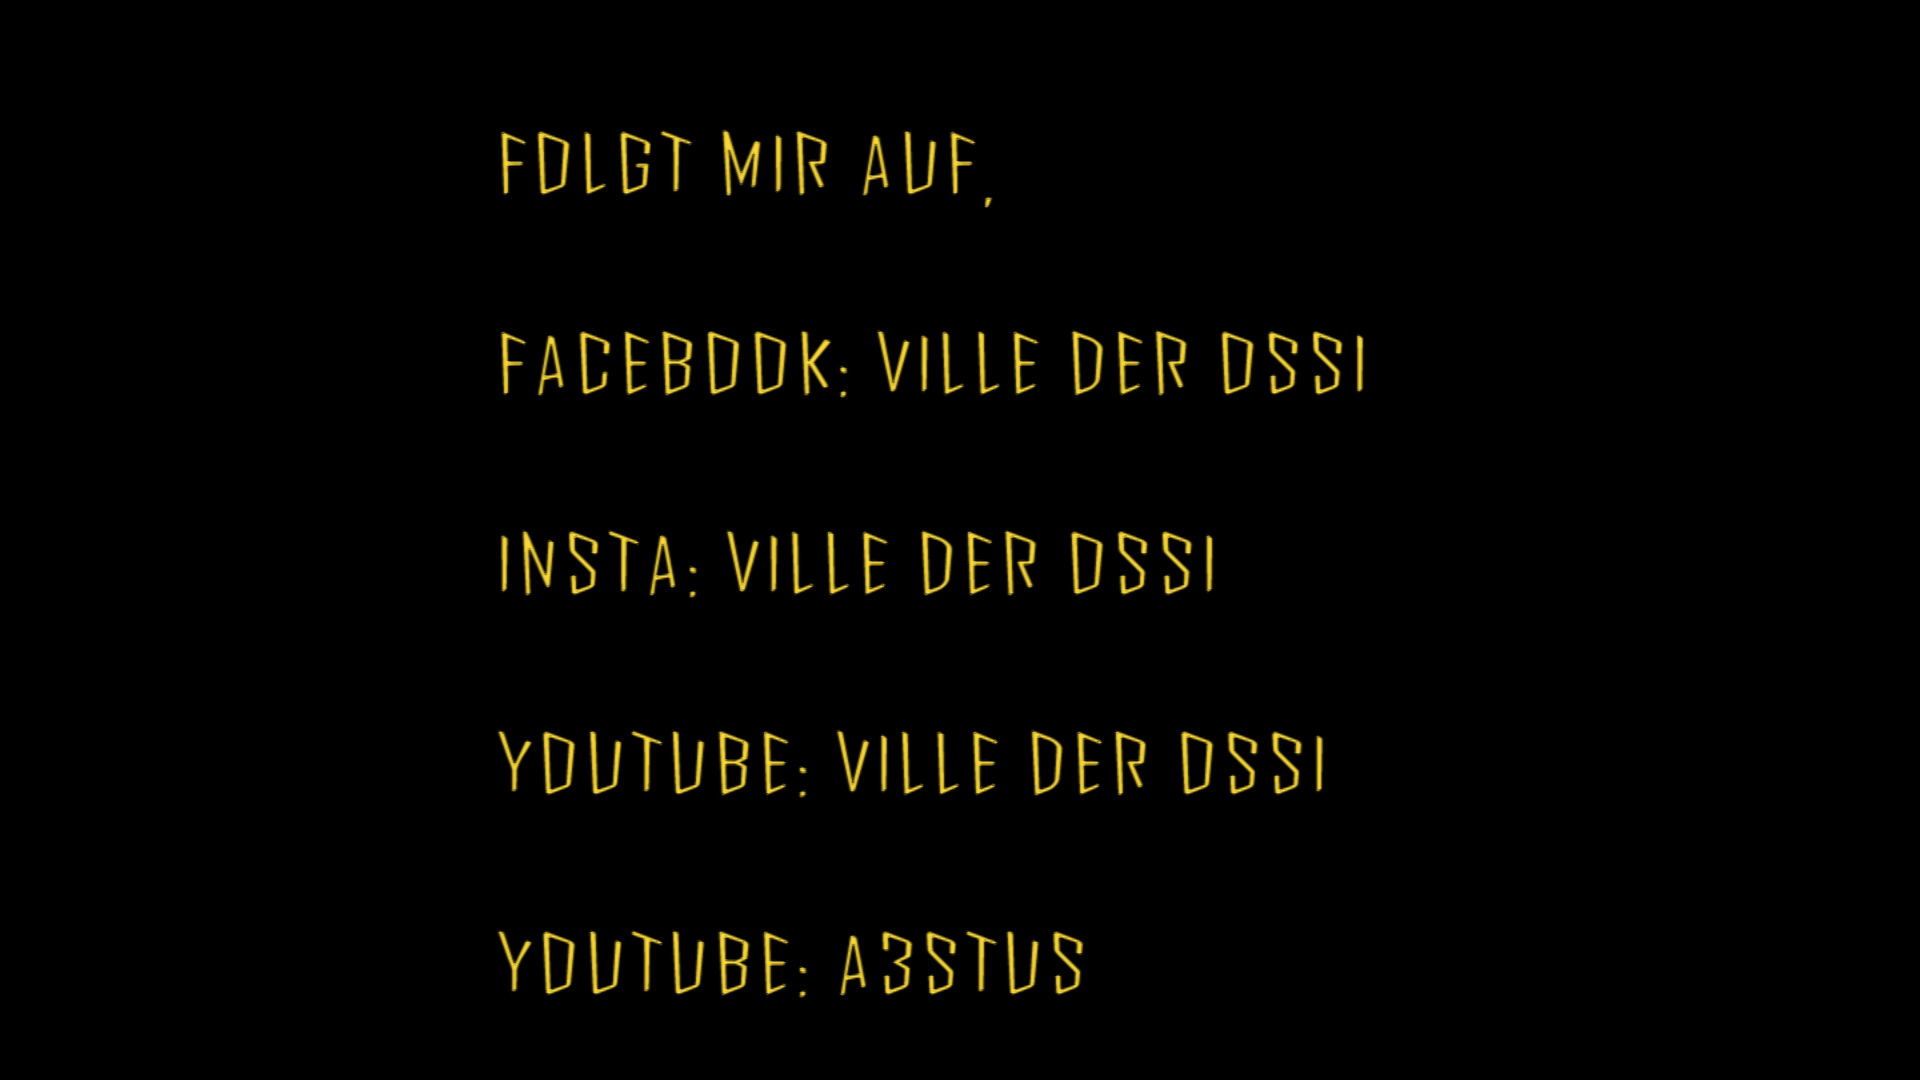 FOLGT MIR AUF,
FACEBOOK: VILLE DER OSSI
INSTA: VILLE DER OSSI
YOUTUBE: VILLE DER OSSI
YOUTUBE: A3STUS